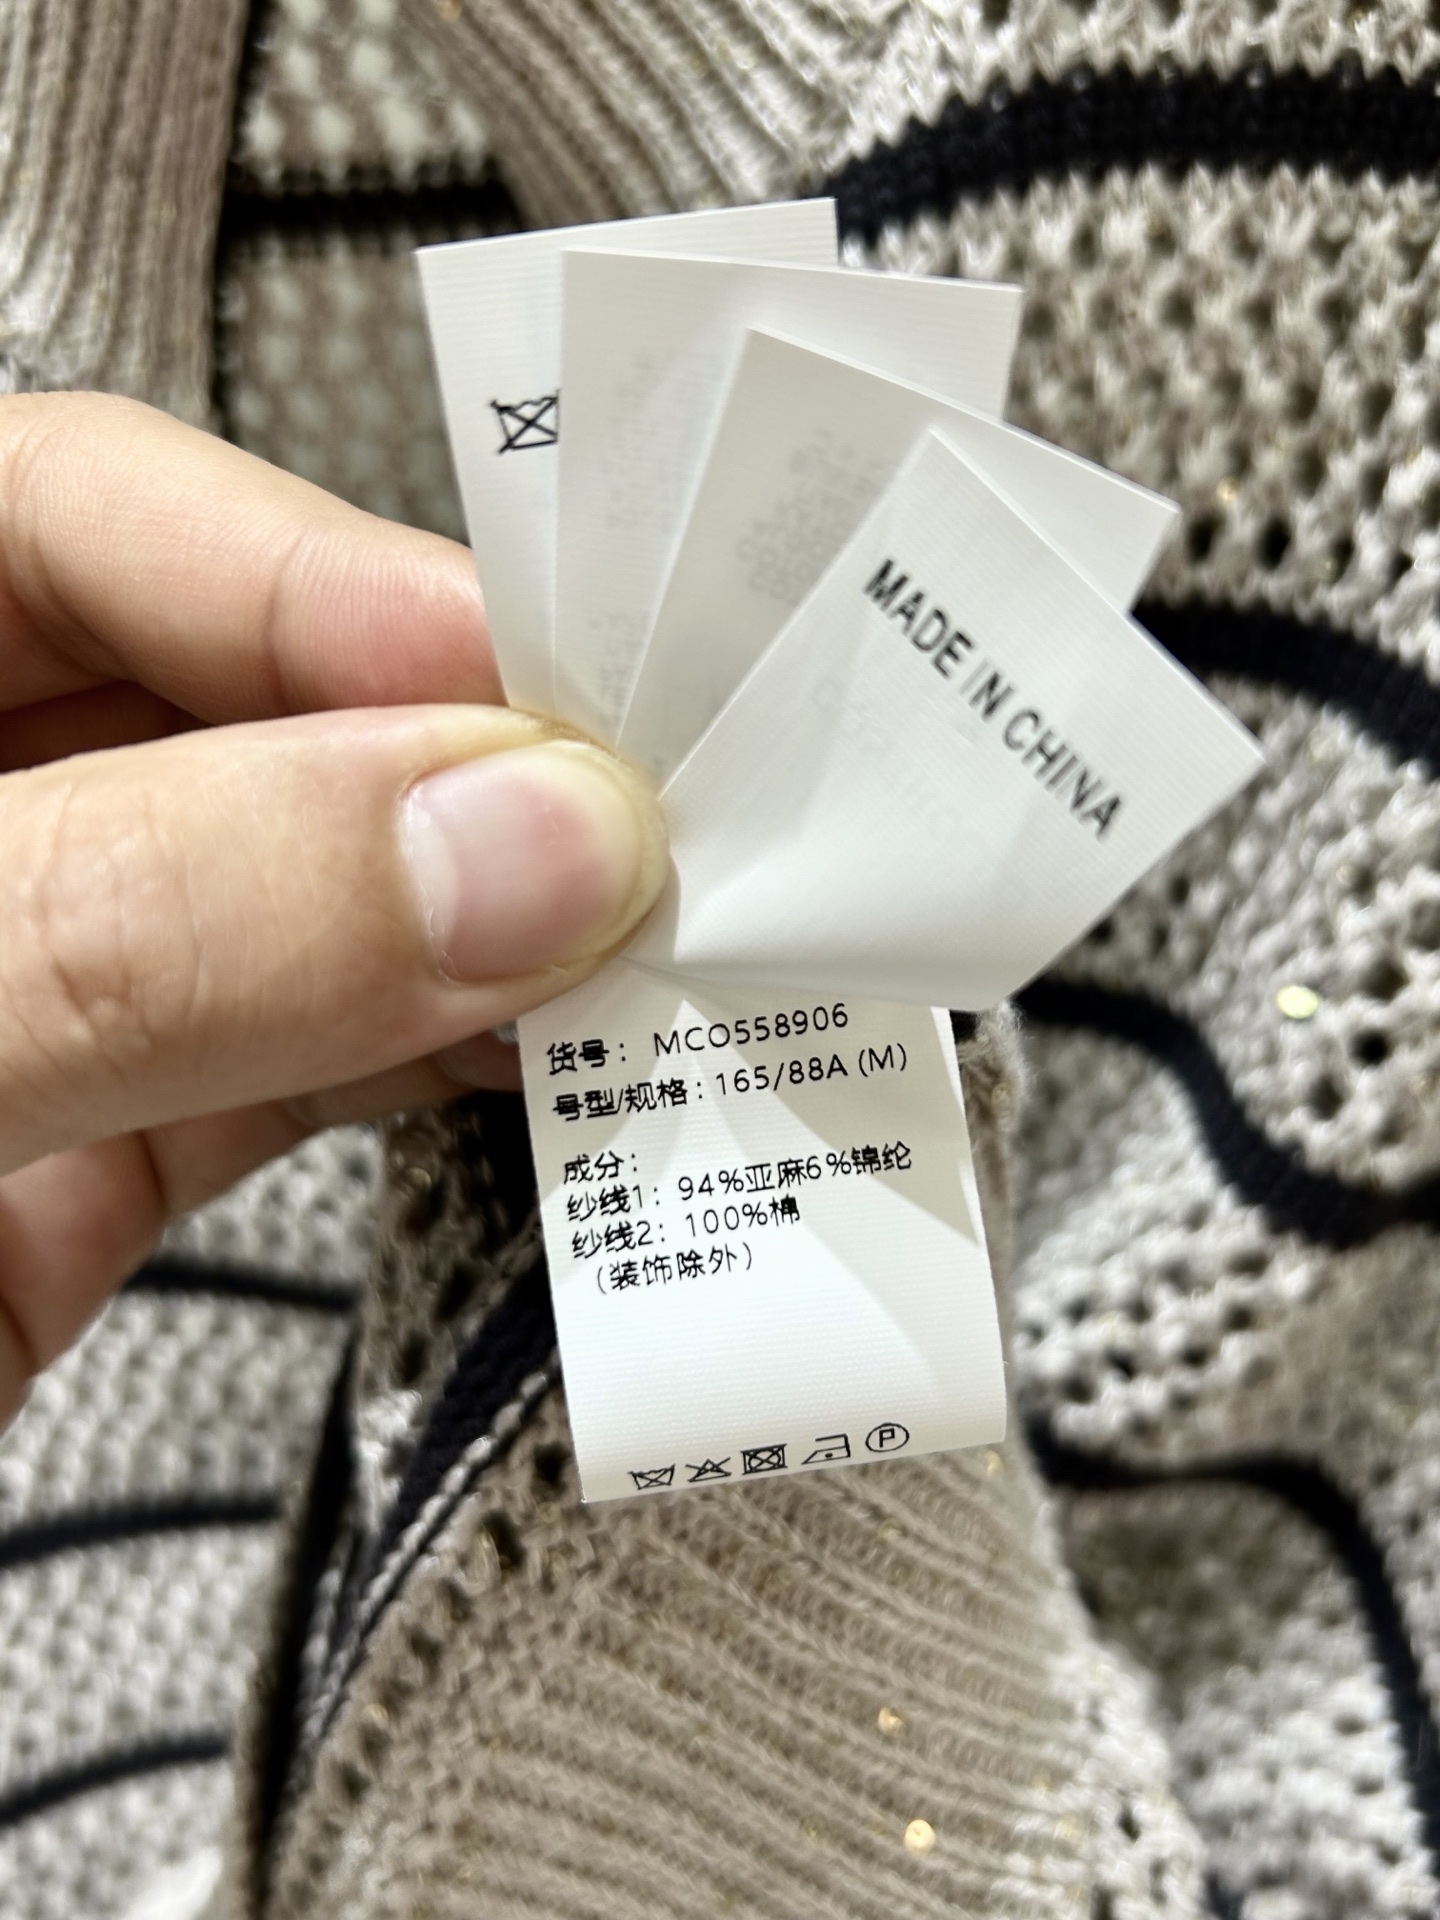 MADE IN CHINA
货号：MCO558906
号型/规格：165/88A (M)
成分：
纱线1：94%亚麻6%锦纶
纱线2：100%棉
（装饰除外）
P